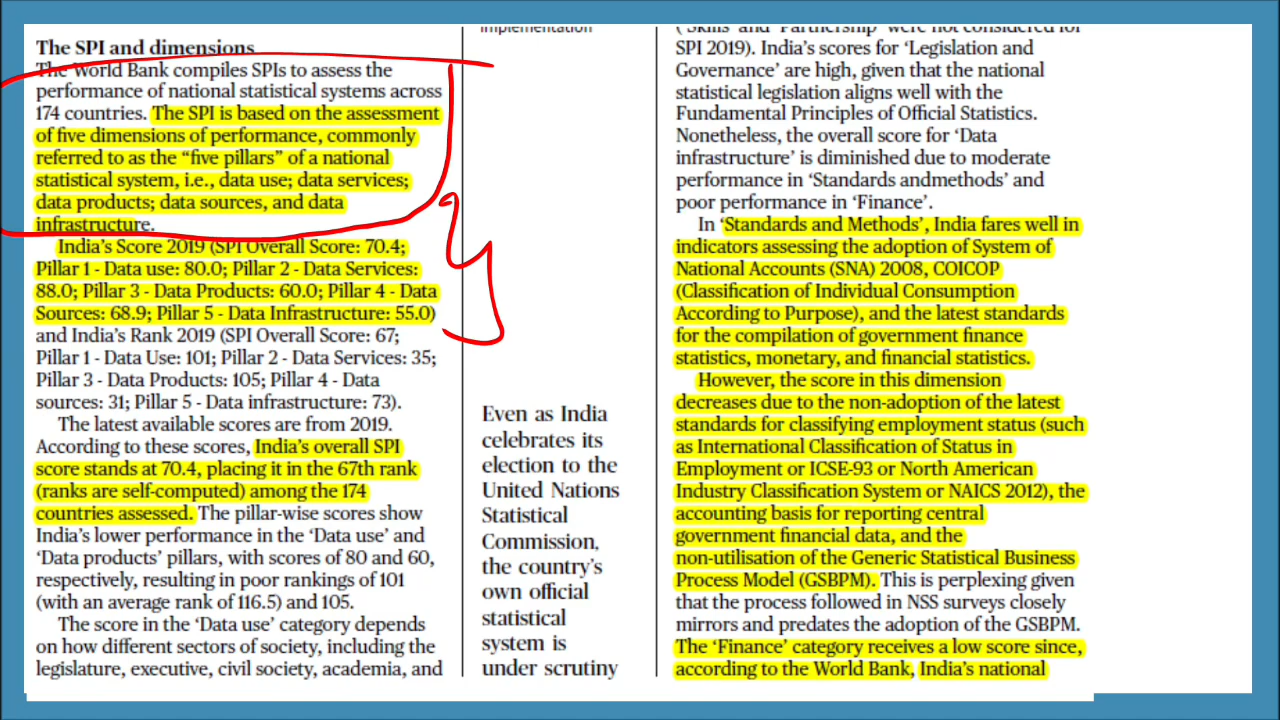 The SPI and dimensions
The World Bank compiles SPIs to assess the
performance of national statistical systems across
174 countries. The SPI is based on the assessment
of five dimensions of performance, commonly
referred to as the “five pillars” of a national
statistical system, i.e., data use; data services;
data products; data sources, and data
infrastructure.
India’s Score 2019 (SPI Overall Score: 70.4;
Pillar 1 - Data use: 80.0; Pillar 2 - Data Services:
88.0; Pillar 3 - Data Products: 60.0; Pillar 4 - Data
Sources: 68.9; Pillar 5 - Data Infrastructure: 55.0)
and India’s Rank 2019 (SPI Overall Score: 67;
Pillar 1 - Data Use: 101; Pillar 2 - Data Services: 35;
Pillar 3 - Data Products: 105; Pillar 4 - Data
sources: 31; Pillar 5 - Data infrastructure: 73).
The latest available scores are from 2019.
According to these scores, India’s overall SPI
score stands at 70.4, placing it in the 67th rank
(ranks are self-computed) among the 174
countries assessed. The pillar-wise scores show
India’s lower performance in the ‘Data use’ and
‘Data products’ pillars, with scores of 80 and 60,
respectively, resulting in poor rankings of 101
(with an average rank of 116.5) and 105.
The score in the ‘Data use’ category depends
on how different sectors of society, including the
legislature, executive, civil society, academia, and
implementation
Even as India
celebrates its
election to the
United Nations
Statistical
Commission,
the country’s
own official
statistical
system is
under scrutiny
(‘Skills’ and ‘Partnership’ were not considered for
SPI 2019). India’s scores for ‘Legislation and
Governance’ are high, given that the national
statistical legislation aligns well with the
Fundamental Principles of Official Statistics.
Nonetheless, the overall score for ‘Data
infrastructure’ is diminished due to moderate
performance in ‘Standards andmethods’ and
poor performance in ‘Finance’.
In ‘Standards and Methods’, India fares well in
indicators assessing the adoption of System of
National Accounts (SNA) 2008, COICOP
(Classification of Individual Consumption
According to Purpose), and the latest standards
for the compilation of government finance
statistics, monetary, and financial statistics.
However, the score in this dimension
decreases due to the non-adoption of the latest
standards for classifying employment status (such
as International Classification of Status in
Employment or ICSE-93 or North American
Industry Classification System or NAICS 2012), the
accounting basis for reporting central
government financial data, and the
non-utilisation of the Generic Statistical Business
Process Model (GSBPM). This is perplexing given
that the process followed in NSS surveys closely
mirrors and predates the adoption of the GSBPM.
The ‘Finance’ category receives a low score since,
according to the World Bank, India’s national